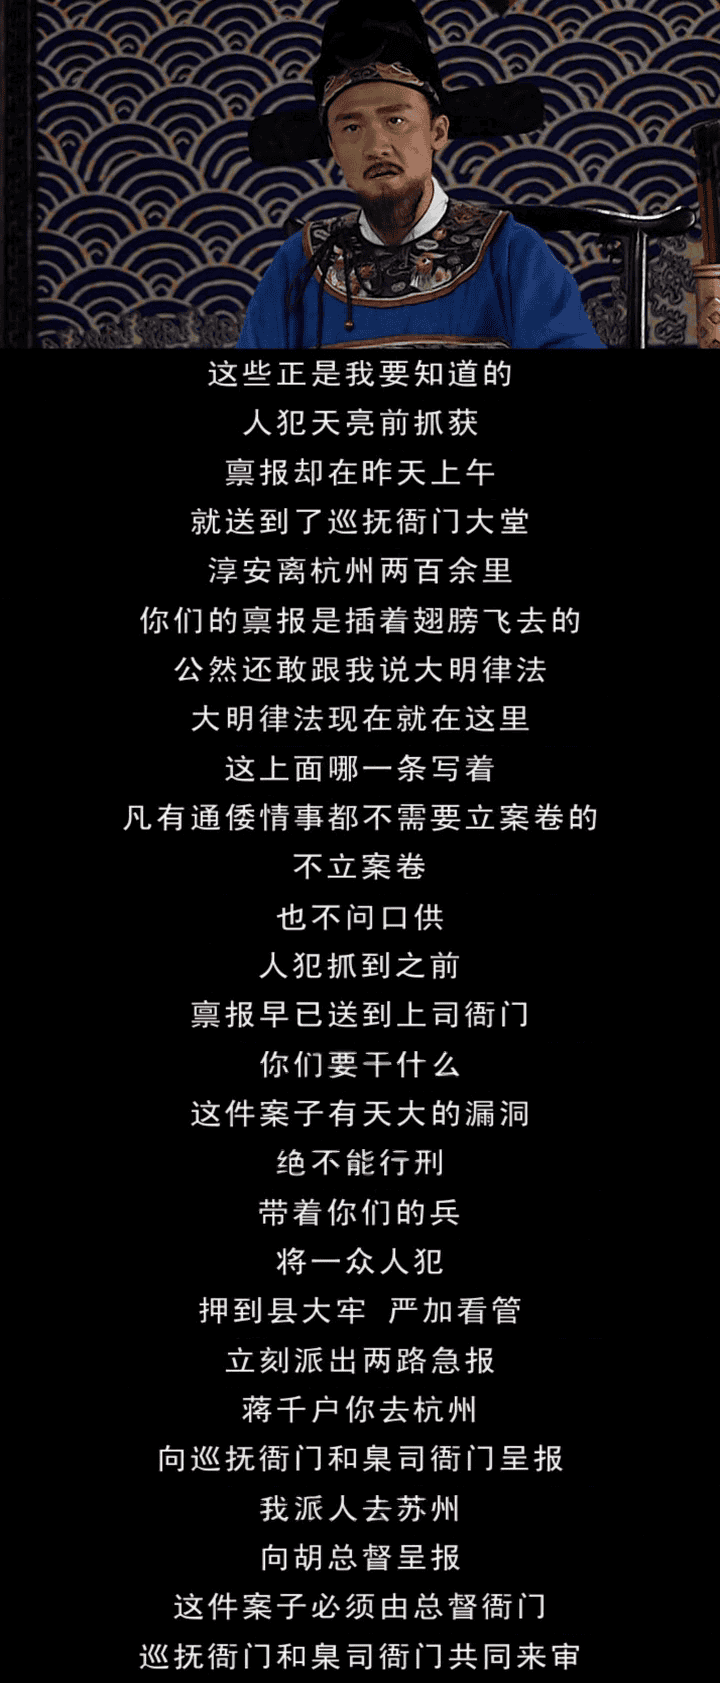 这些正是我要知道的
人犯天亮前抓获
禀报却在昨天上午
就送到了巡抚衙门大堂
淳安离杭州两百余里
你们的禀报是插着翅膀飞去的
公然还敢跟我说大明律法
大明律法现在就在这里
这上面哪一条写着
凡有通倭情事都不需要立案卷的
不立案卷
也不问口供
人犯抓到之前
禀报早已送到上司衙门
你们要干什么
这件案子有天大的漏洞
绝不能行刑
带着你们的兵
将一众人犯
押到县大牢 严加看管
立刻派出两路急报
蒋千户你去杭州
向巡抚衙门和臬司衙门呈报
我派人去苏州
向胡总督呈报
这件案子必须由总督衙门
巡抚衙门和臬司衙门共同来审